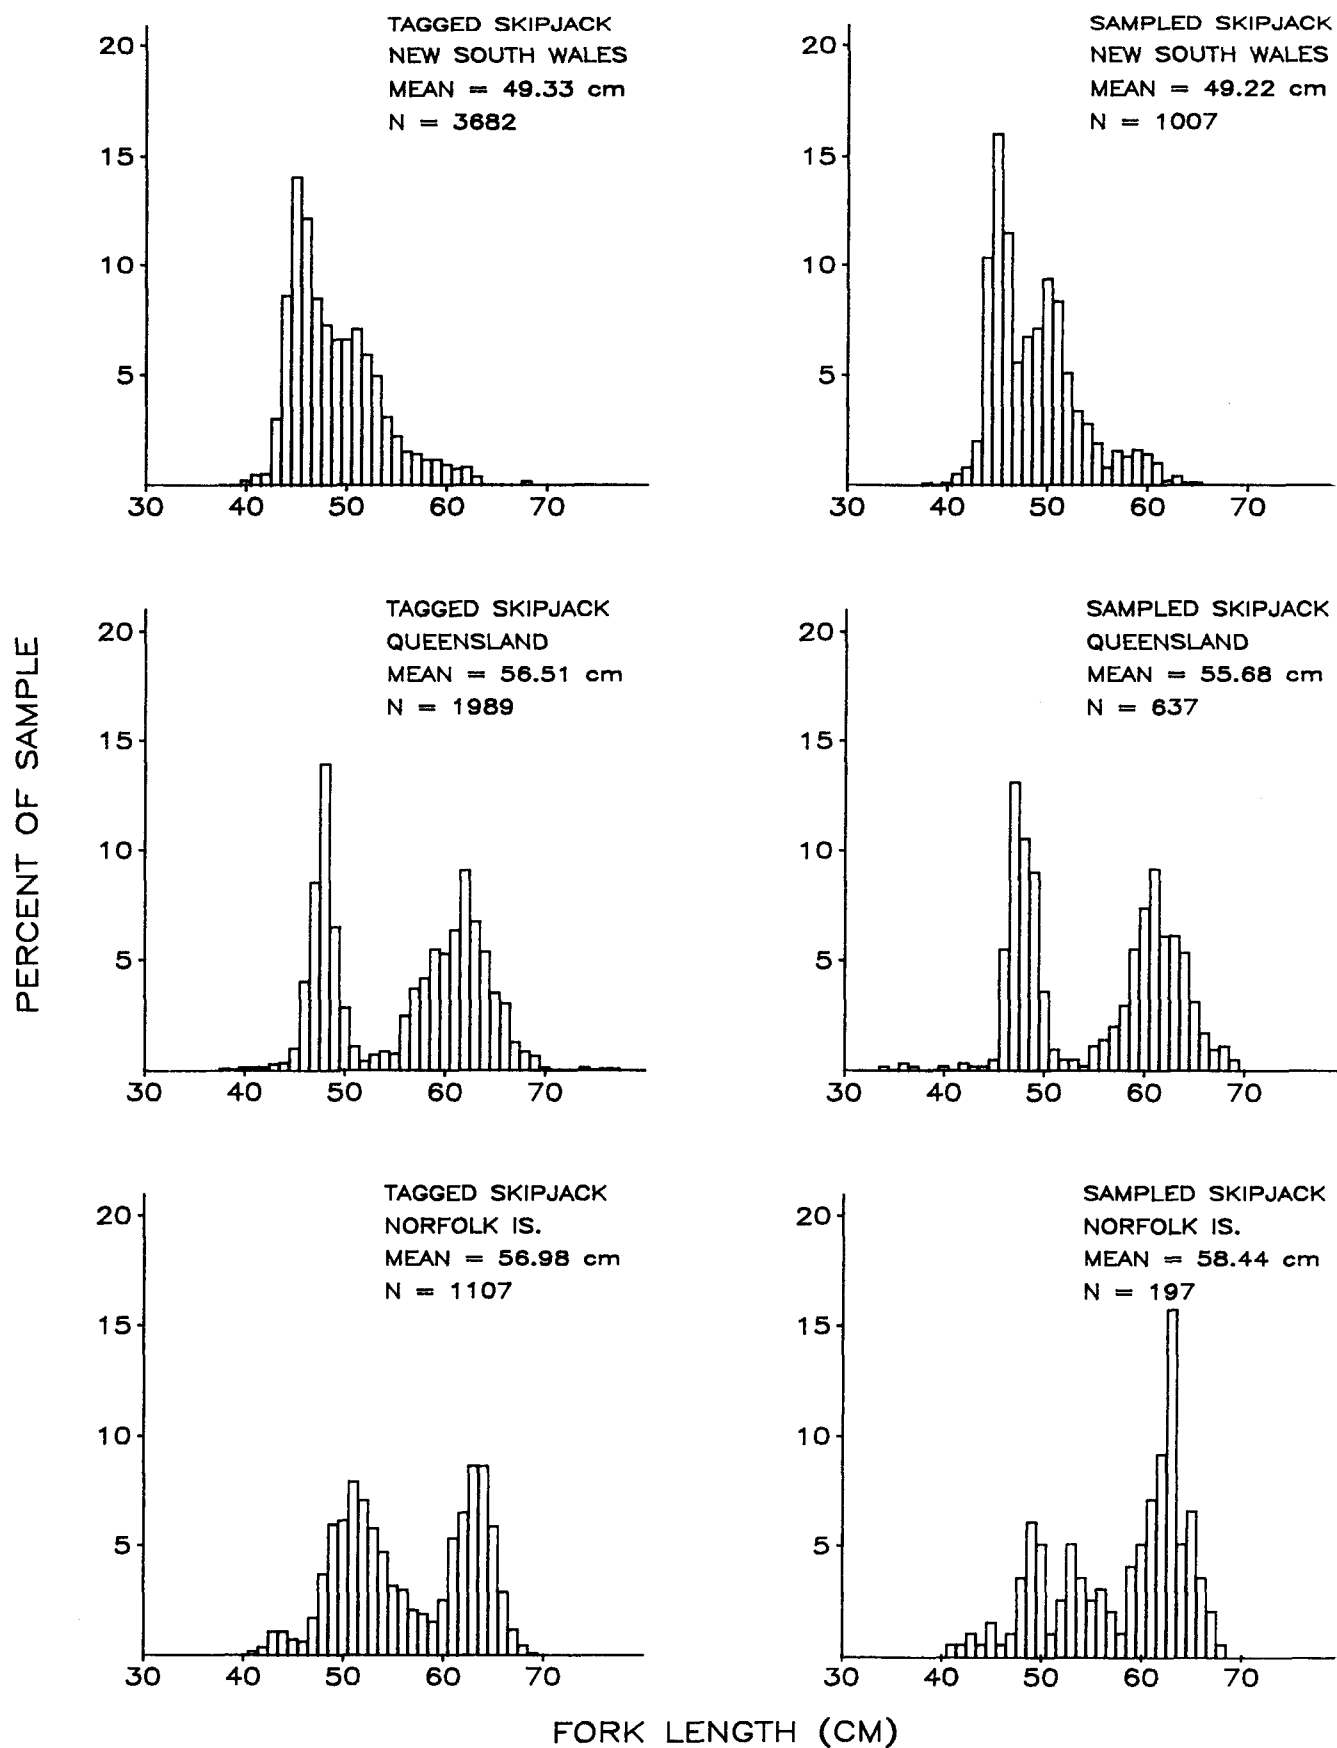 TAGGED SKIPJACK
NEW SOUTH WALES
MEAN = 49.33 cm
N = 3682
20
15
10
5
30 40 50 60 70
SAMPLED SKIPJACK
NEW SOUTH WALES
MEAN = 49.22 cm
N = 1007
20
15
10
5
30 40 50 60 70
PERCENT OF SAMPLE
TAGGED SKIPJACK
QUEENSLAND
MEAN = 56.51 cm
N = 1989
20
15
10
5
30 40 50 60 70
SAMPLED SKIPJACK
QUEENSLAND
MEAN = 55.68 cm
N = 637
20
15
10
5
30 40 50 60 70
TAGGED SKIPJACK
NORFOLK IS.
MEAN = 56.98 cm
N = 1107
20
15
10
5
30 40 50 60 70
SAMPLED SKIPJACK
NORFOLK IS.
MEAN = 58.44 cm
N = 197
20
15
10
5
30 40 50 60 70
FORK LENGTH (CM)